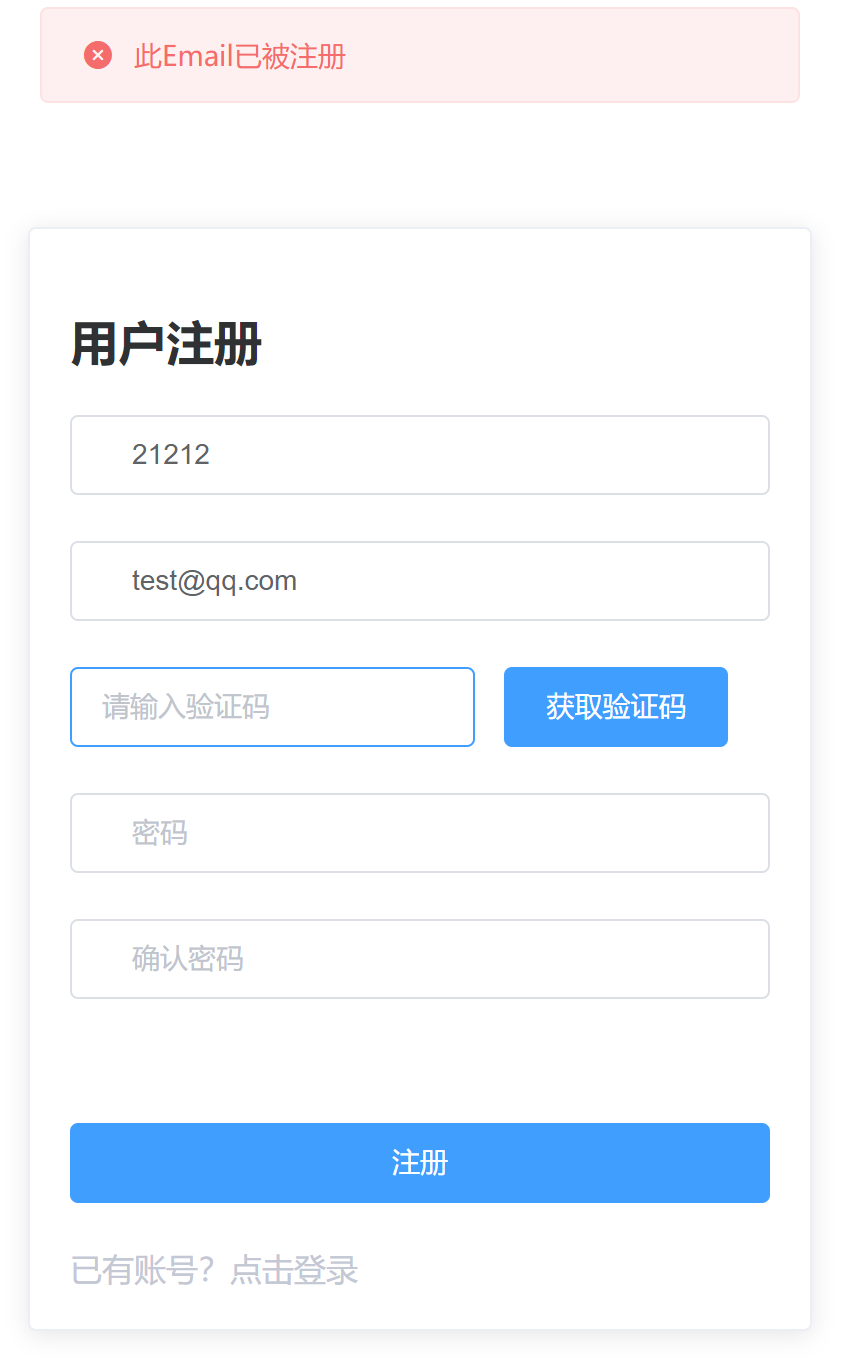 此Email已被注册
用户注册
21212
test@qq.com
请输入验证码 获取验证码
密码
确认密码
注册
已有账号？点击登录